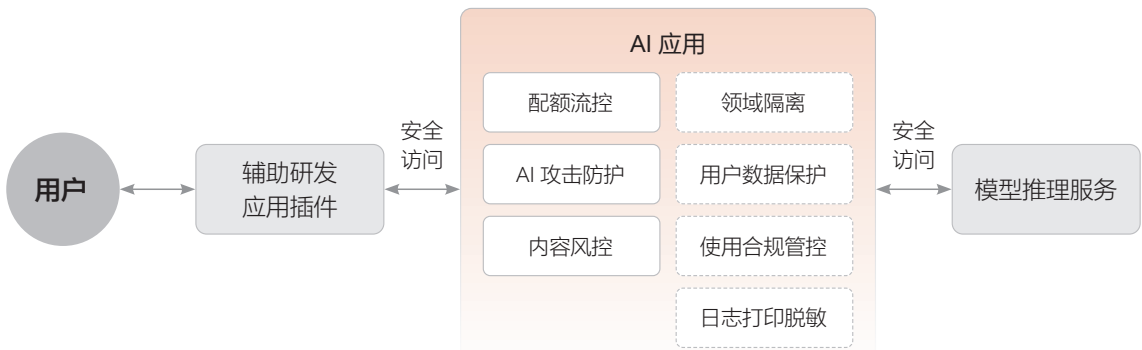 AI 应用
配额流控
领域隔离
安全
访问
安全
访问
用户
辅助研发
应用插件
AI 攻击防护
用户数据保护
模型推理服务
内容风控
使用合规管控
日志打印脱敏